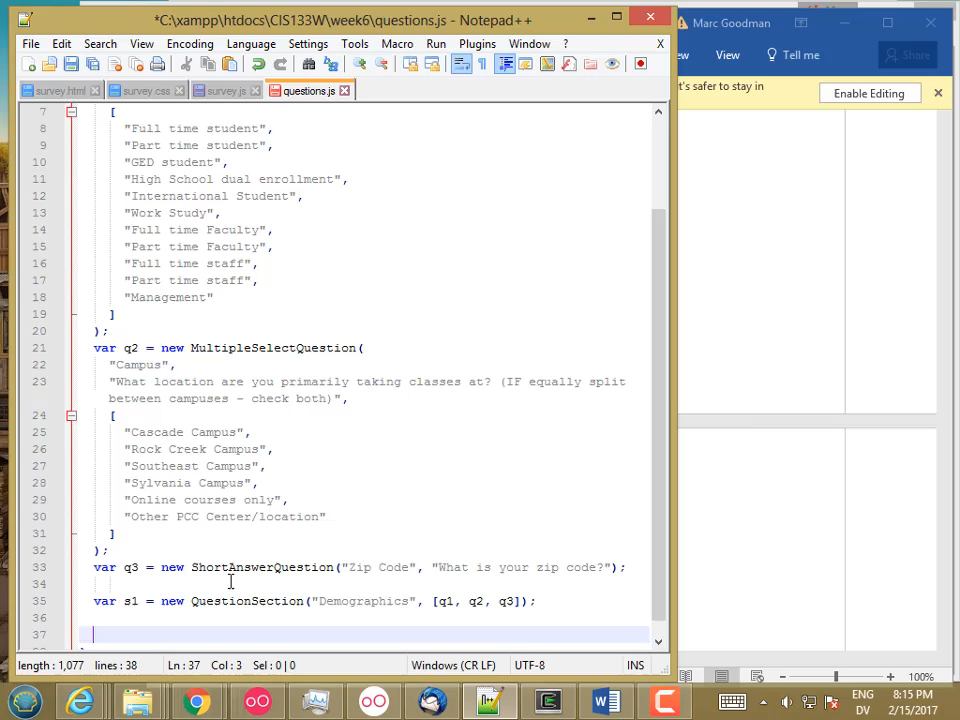 *C:\xampp\htdocs\CIS133W\week6\questions.js - Notepad++
Marc Goodman
File Edit Search View Encoding Language Settings Tools Macro Run Plugins Window ? X
View Tell me Share
survey.html survey.css survey.js questions.js
t's safer to stay in Enable Editing
7 [
8 "Full time student",
9 "Part time student",
10 "GED student",
11 "High School dual enrollment",
12 "International Student",
13 "Work Study",
14 "Full time Faculty",
15 "Part time Faculty",
16 "Full time staff",
17 "Part time staff",
18 "Management"
19 ]
20 );
21 var q2 = new MultipleSelectQuestion(
22 "Campus",
23 "What location are you primarily taking classes at? (IF equally split
between campuses - check both)",
24 [
25 "Cascade Campus",
26 "Rock Creek Campus",
27 "Southeast Campus",
28 "Sylvania Campus",
29 "Online courses only",
30 "Other PCC Center/location"
31 ]
32 );
33 var q3 = new ShortAnswerQuestion("Zip Code", "What is your zip code?");
34
35 var s1 = new QuestionSection("Demographics", [q1, q2, q3]);
36
37
length : 1,077 lines : 38 Ln : 37 Col : 3 Sel : 0 | 0 Windows (CR LF) UTF-8 INS
100%
ENG
DV
8:15 PM
2/15/2017